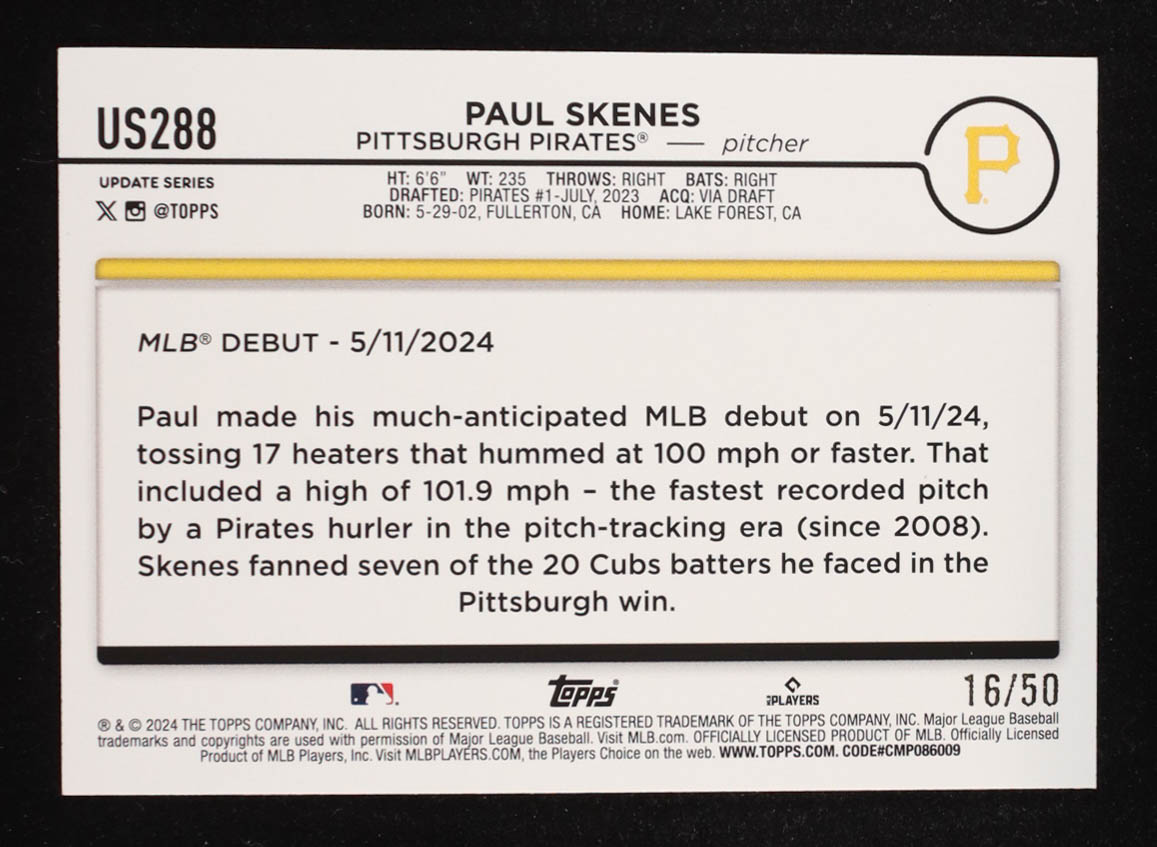 US288
PAUL SKENES
PITTSBURGH PIRATES® — pitcher
P
UPDATE SERIES
@TOPPS
HT: 6'6" WT: 235 THROWS: RIGHT BATS: RIGHT
DRAFTED: PIRATES #1-JULY, 2023 ACQ: VIA DRAFT
BORN: 5-29-02, FULLERTON, CA HOME: LAKE FOREST, CA
MLB® DEBUT - 5/11/2024
Paul made his much-anticipated MLB debut on 5/11/24,
tossing 17 heaters that hummed at 100 mph or faster. That
included a high of 101.9 mph – the fastest recorded pitch
by a Pirates hurler in the pitch-tracking era (since 2008).
Skenes fanned seven of the 20 Cubs batters he faced in the
Pittsburgh win.
Topps®
PLAYERS
16/50
® & © 2024 THE TOPPS COMPANY, INC. ALL RIGHTS RESERVED. TOPPS IS A REGISTERED TRADEMARK OF THE TOPPS COMPANY, INC. Major League Baseball
trademarks and copyrights are used with permission of Major League Baseball. Visit MLB.com. OFFICIALLY LICENSED PRODUCT OF MLB. Officially Licensed
Product of MLB Players, Inc. Visit MLBPLAYERS.COM, the Players Choice on the web. WWW.TOPPS.COM. CODE#CMP086009